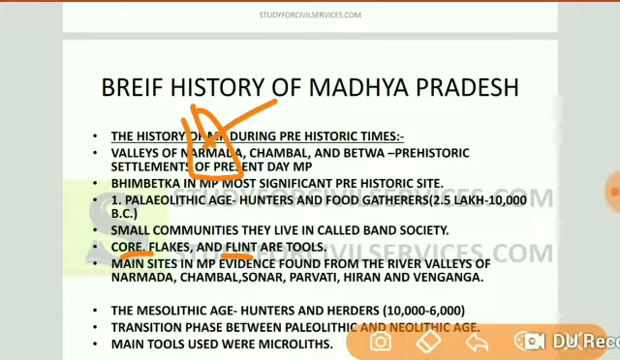 STUDYFORCIVILSERVICES.COM
BREIF HISTORY OF MADHYA PRADESH
• THE HISTORY OF MP DURING PRE HISTORIC TIMES:-
• VALLEYS OF NARMADA, CHAMBAL, AND BETWA –PREHISTORIC
SETTLEMENTS OF PRESENT DAY MP
• BHIMBETKA IN MP MOST SIGNIFICANT PRE HISTORIC SITE.
• 1. PALAEOLITHIC AGE- HUNTERS AND FOOD GATHERERS(2.5 LAKH-10,000
B.C.)
• SMALL COMMUNITIES THEY LIVE IN CALLED BAND SOCIETY.
• CORE. FLAKES, AND FLINT ARE TOOLS.
• MAIN SITES IN MP EVIDENCE FOUND FROM THE RIVER VALLEYS OF
NARMADA, CHAMBAL,SONAR, PARVATI, HIRAN AND VENGANGA.
• THE MESOLITHIC AGE- HUNTERS AND HERDERS (10,000-6,000)
• TRANSITION PHASE BETWEEN PALEOLITHIC AND NEOLITHIC AGE.
• MAIN TOOLS USED WERE MICROLITHS.
STUDYFORCIVILSERVICES.COM
STUDYFORCIVILSERVICES.COM
DU Reco